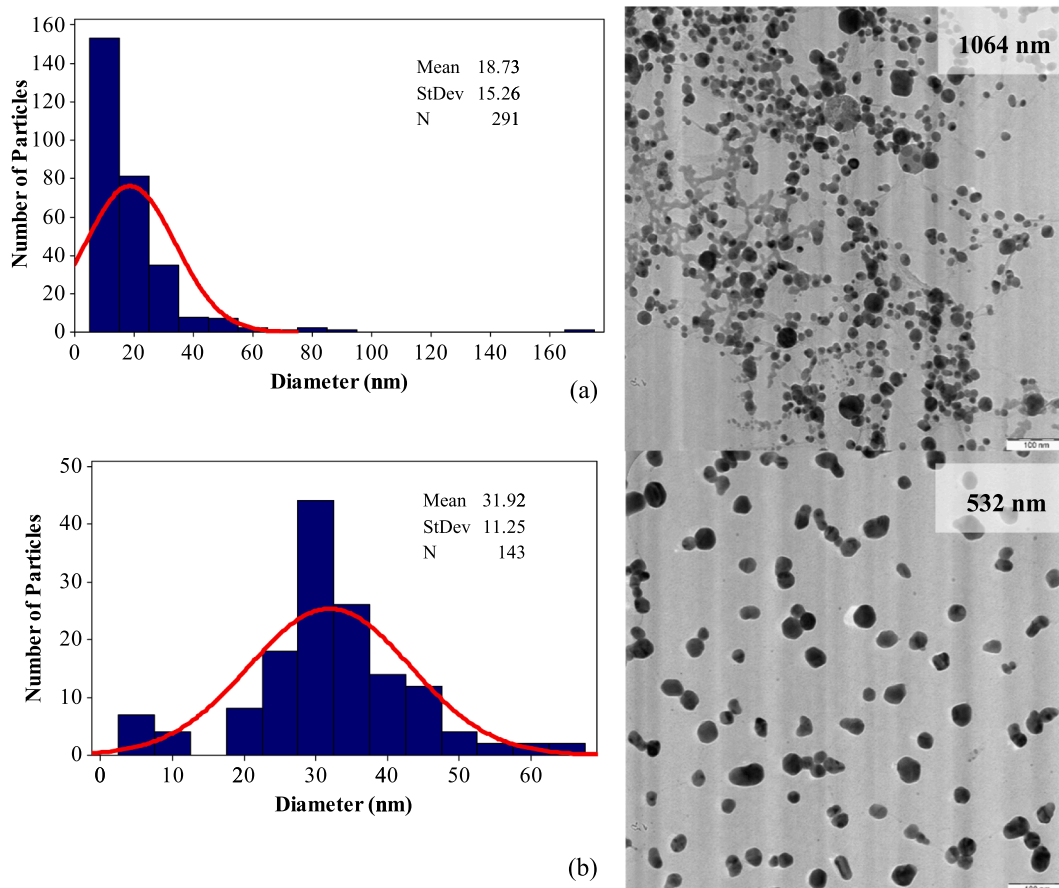 160
140
120
100
80
60
40
20
0
Number of Particles
Mean 18.73
StDev 15.26
N 291
0 20 40 60 80 100 120 140 160
Diameter (nm)
(a)
1064 nm
100 nm
50
40
30
20
10
0
Number of Particles
Mean 31.92
StDev 11.25
N 143
0 10 20 30 40 50 60
Diameter (nm)
(b)
532 nm